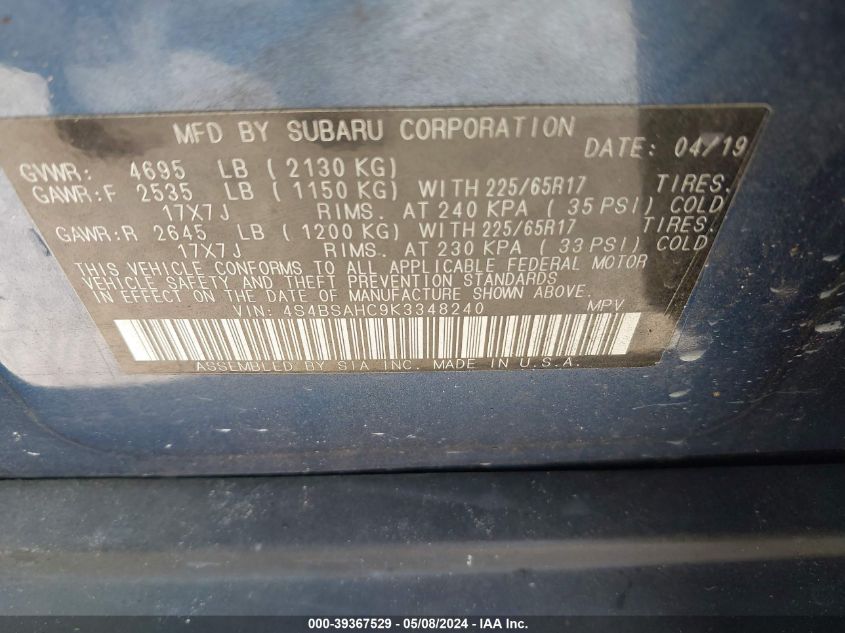 MFD BY SUBARU CORPORATION DATE: 04/19
GVWR: 4695 LB ( 2130 KG)
GAWR:F 2535 LB ( 1150 KG) WITH 225/65R17 TIRES.
17X7J RIMS. AT 240 KPA ( 35 PSI) COLD
GAWR:R 2645 LB ( 1200 KG) WITH 225/65R17 TIRES.
17X7J RIMS. AT 230 KPA ( 33 PSI) COLD
THIS VEHICLE CONFORMS TO ALL APPLICABLE FEDERAL MOTOR
VEHICLE SAFETY AND THEFT PREVENTION STANDARDS
IN EFFECT ON THE DATE OF MANUFACTURE SHOWN ABOVE.
VIN: 4S4BSAHC9K3348240 MPV
ASSEMBLED BY SIA INC. MADE IN U.S.A.
000-39367529 - 05/08/2024 - IAA Inc.